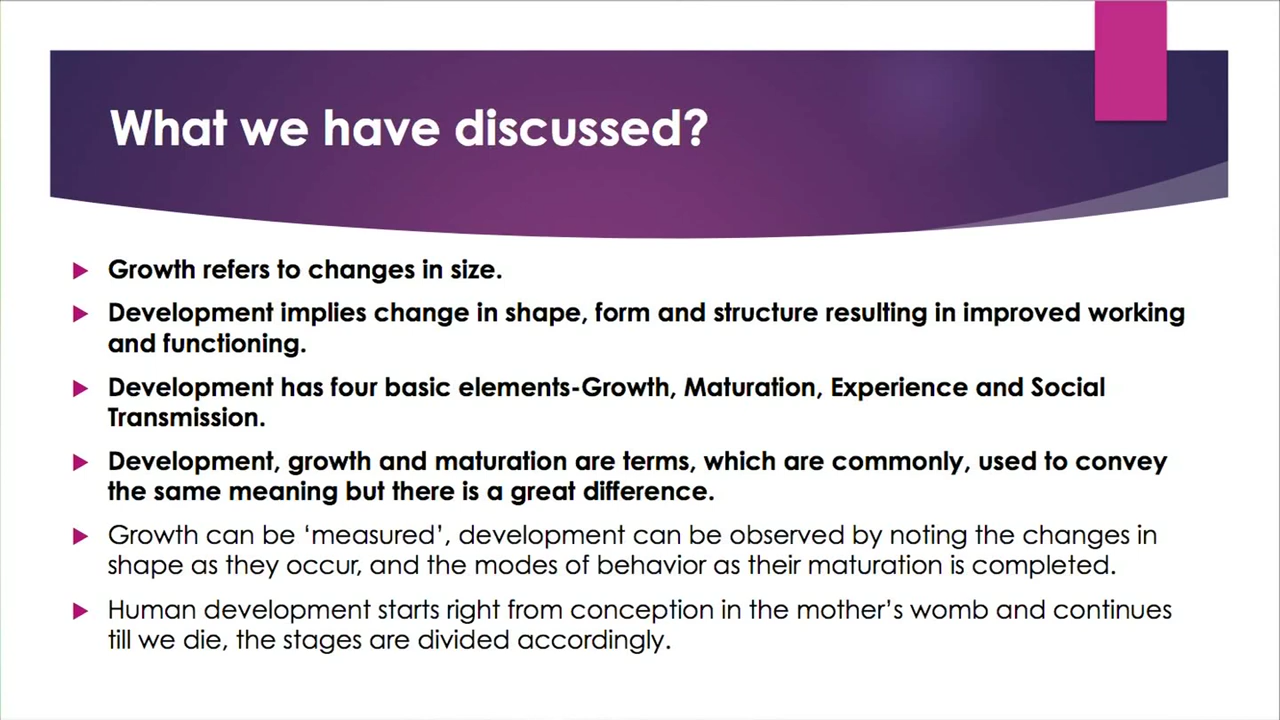 What we have discussed?
Growth refers to changes in size.
Development implies change in shape, form and structure resulting in improved working
and functioning.
Development has four basic elements-Growth, Maturation, Experience and Social
Transmission.
Development, growth and maturation are terms, which are commonly, used to convey
the same meaning but there is a great difference.
Growth can be ‘measured’, development can be observed by noting the changes in
shape as they occur, and the modes of behavior as their maturation is completed.
Human development starts right from conception in the mother’s womb and continues
till we die, the stages are divided accordingly.